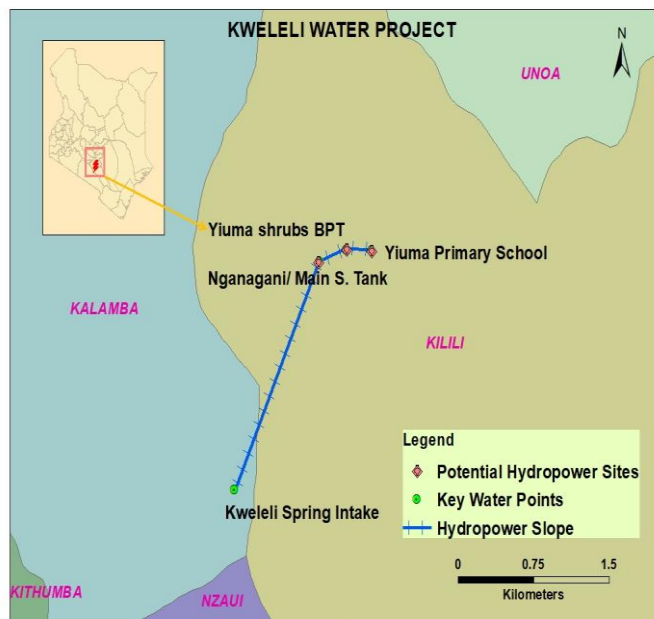 KWELELI WATER PROJECT
N
UNOA
Yiuma shrubs BPT
Yiuma Primary School
Nganagani/ Main S. Tank
KALAMBA
KILILI
Legend
Potential Hydropower Sites
Key Water Points
Hydropower Slope
Kweleli Spring Intake
0 0.75 1.5
Kilometers
KITHUMBA
NZAUI